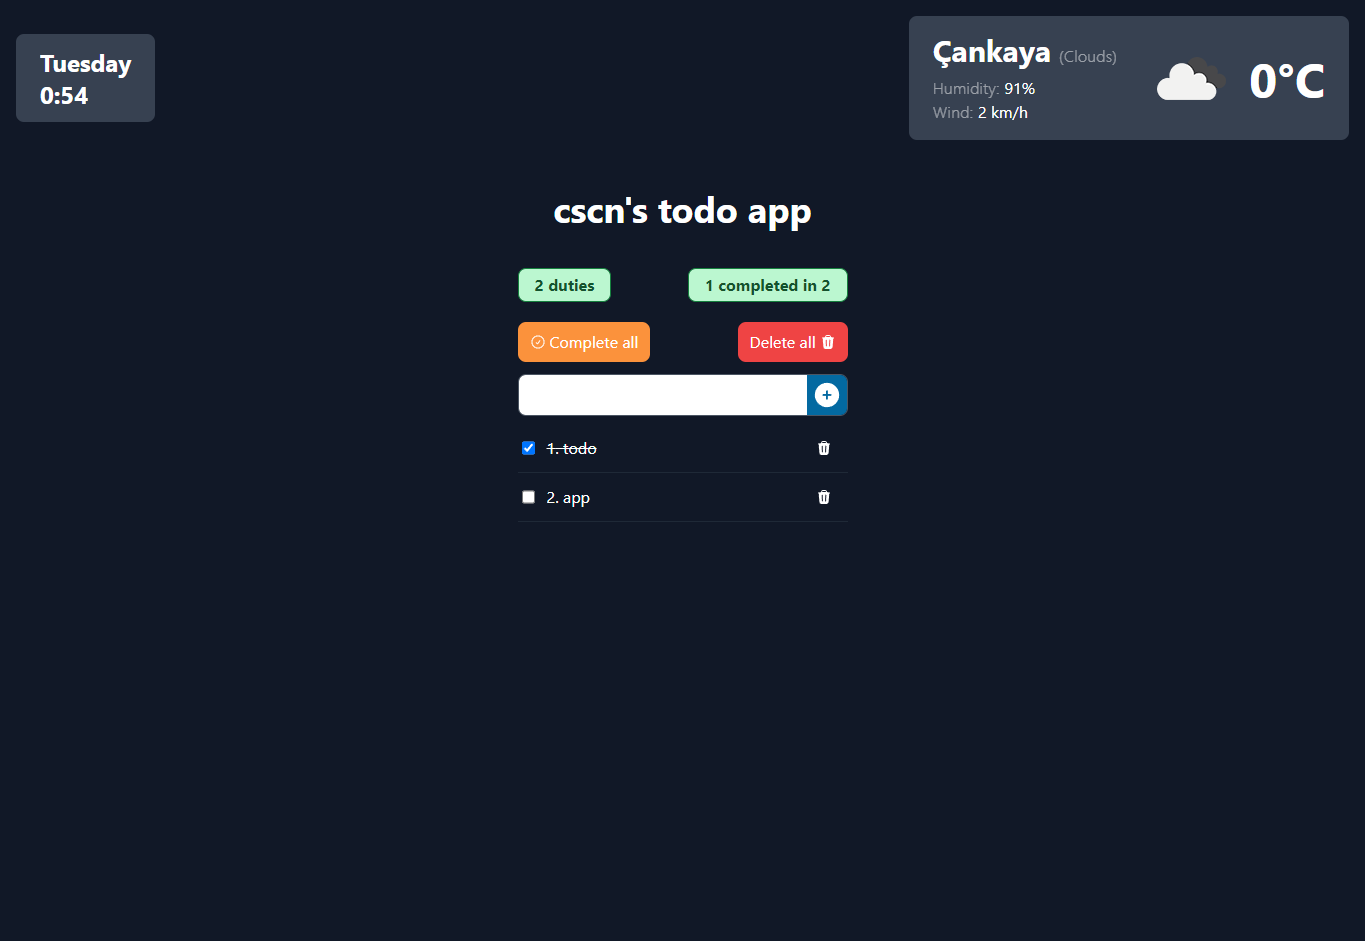 Tuesday
0:54
Çankaya (Clouds)
Humidity: 91%
Wind: 2 km/h
0°C
cscn's todo app
2 duties
1 completed in 2
Complete all
Delete all
1. todo
2. app